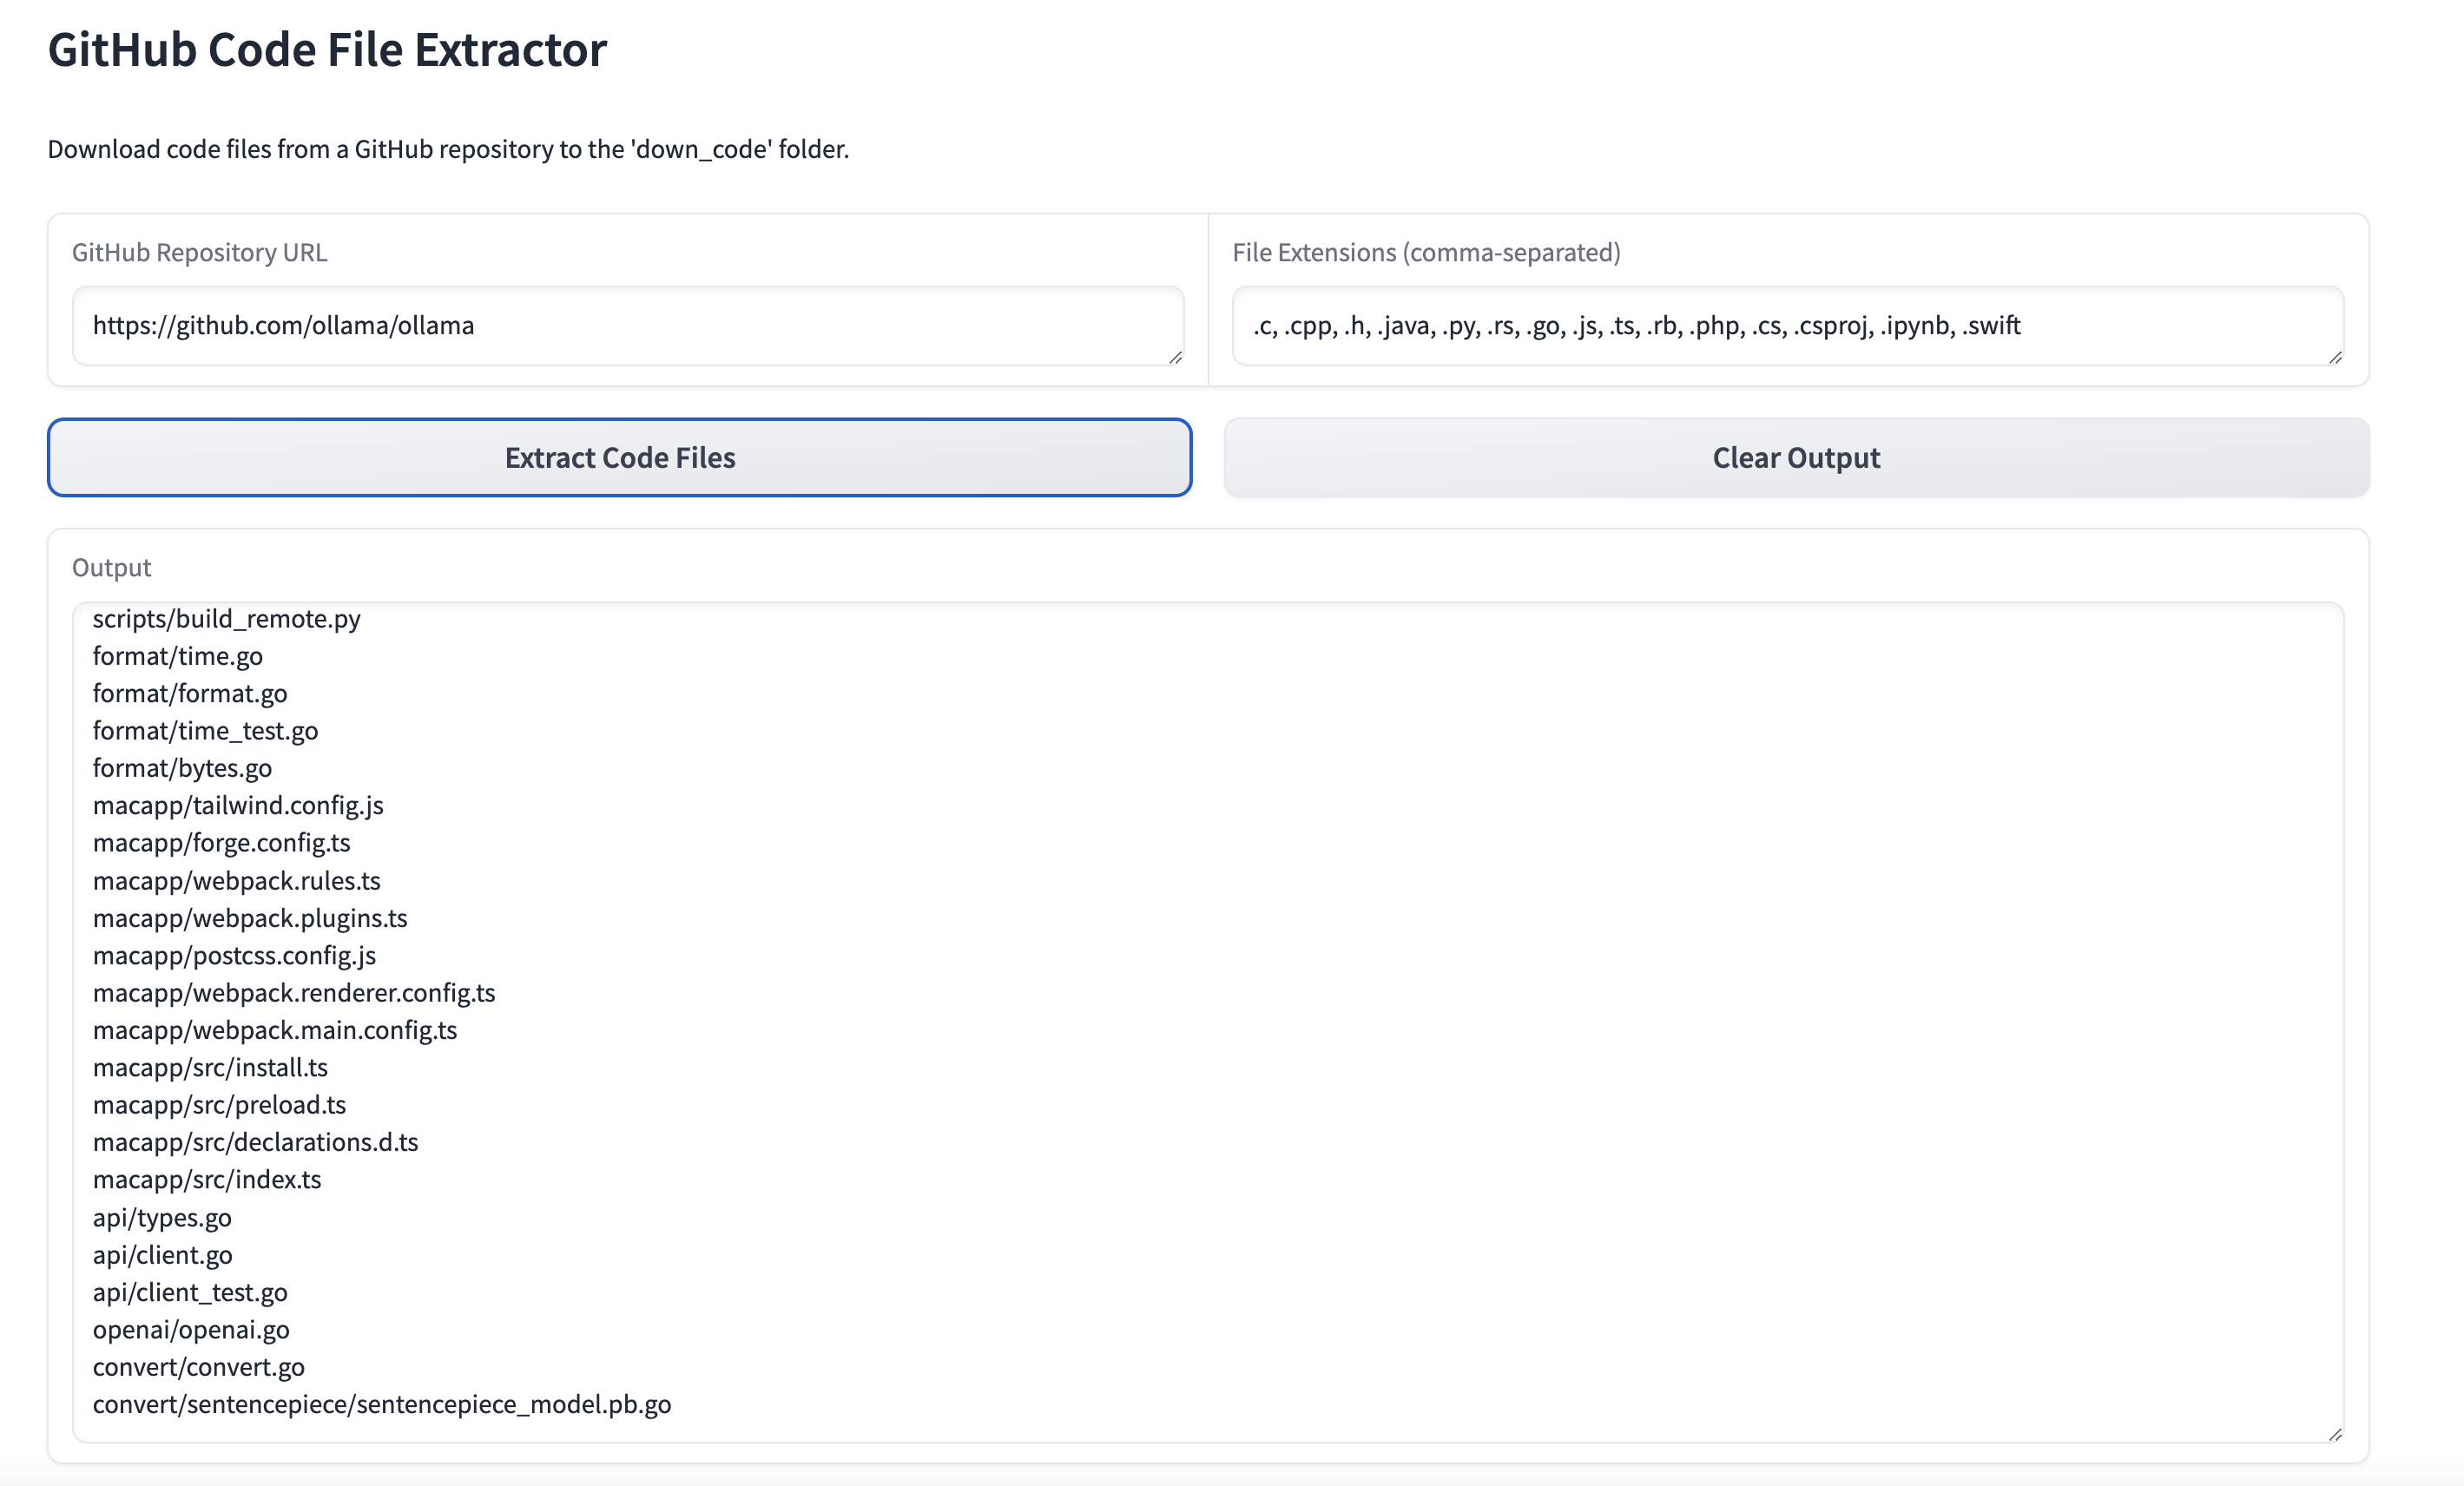 GitHub Code File Extractor
Download code files from a GitHub repository to the 'down_code' folder.
GitHub Repository URL
https://github.com/ollama/ollama
File Extensions (comma-separated)
.c, .cpp, .h, .java, .py, .rs, .go, .js, .ts, .rb, .php, .cs, .csproj, .ipynb, .swift
Extract Code Files
Clear Output
Output
scripts/build_remote.py
format/time.go
format/format.go
format/time_test.go
format/bytes.go
macapp/tailwind.config.js
macapp/forge.config.ts
macapp/webpack.rules.ts
macapp/webpack.plugins.ts
macapp/postcss.config.js
macapp/webpack.renderer.config.ts
macapp/webpack.main.config.ts
macapp/src/install.ts
macapp/src/preload.ts
macapp/src/declarations.d.ts
macapp/src/index.ts
api/types.go
api/client.go
api/client_test.go
openai/openai.go
convert/convert.go
convert/sentencepiece/sentencepiece_model.pb.go